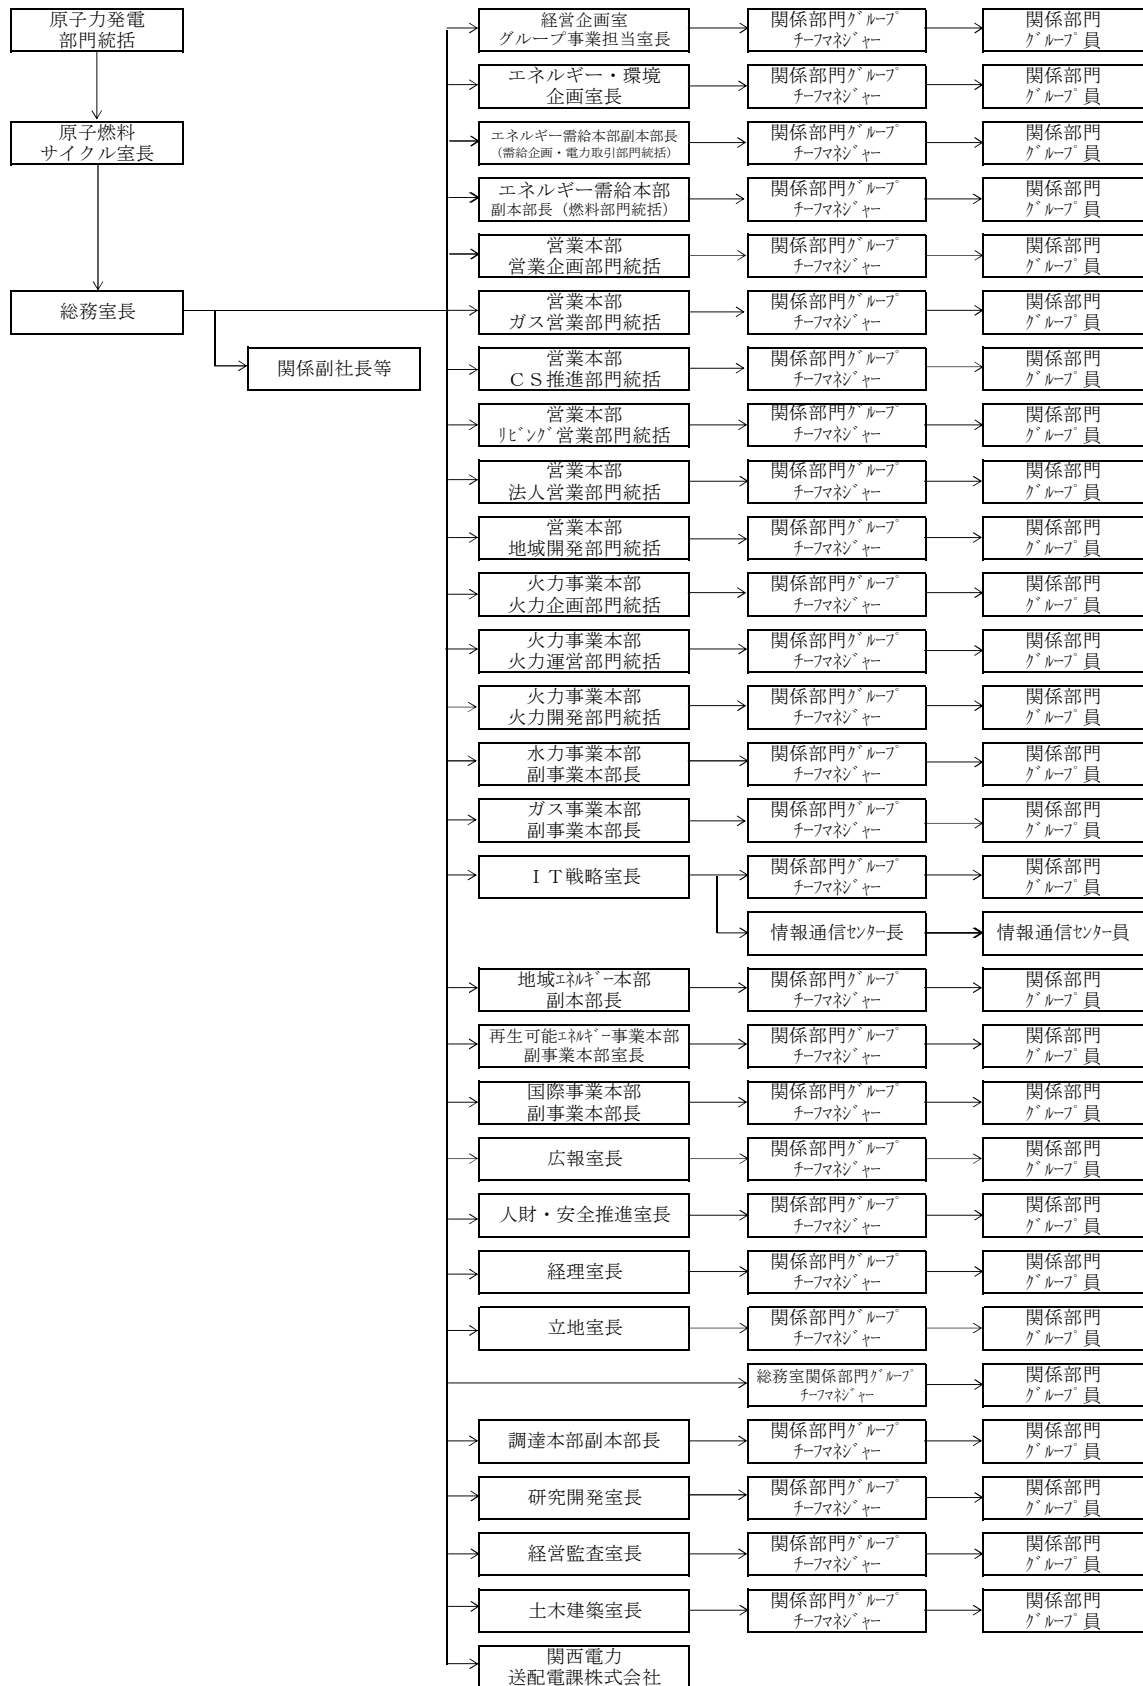 原子力発電
部門統括
原子燃料
サイクル室長
総務室長
関係副社長等
経営企画室
グループ事業担当室長
関係部門グループ
チーフマネジャー
関係部門
グループ員
エネルギー・環境
企画室長
関係部門グループ
チーフマネジャー
関係部門
グループ員
エネルギー需給本部副本部長
(需給企画・電力取引部門統括)
関係部門グループ
チーフマネジャー
関係部門
グループ員
エネルギー需給本部
副本部長(燃料部門統括)
関係部門グループ
チーフマネジャー
関係部門
グループ員
営業本部
営業企画部門統括
関係部門グループ
チーフマネジャー
関係部門
グループ員
営業本部
ガス営業部門統括
関係部門グループ
チーフマネジャー
関係部門
グループ員
営業本部
CS推進部門統括
関係部門グループ
チーフマネジャー
関係部門
グループ員
営業本部
リビング営業部門統括
関係部門グループ
チーフマネジャー
関係部門
グループ員
営業本部
法人営業部門統括
関係部門グループ
チーフマネジャー
関係部門
グループ員
営業本部
地域開発部門統括
関係部門グループ
チーフマネジャー
関係部門
グループ員
火力事業本部
火力企画部門統括
関係部門グループ
チーフマネジャー
関係部門
グループ員
火力事業本部
火力運営部門統括
関係部門グループ
チーフマネジャー
関係部門
グループ員
火力事業本部
火力開発部門統括
関係部門グループ
チーフマネジャー
関係部門
グループ員
水力事業本部
副事業本部長
関係部門グループ
チーフマネジャー
関係部門
グループ員
ガス事業本部
副事業本部長
関係部門グループ
チーフマネジャー
関係部門
グループ員
IT戦略室長
関係部門グループ
チーフマネジャー
関係部門
グループ員
情報通信センター長
情報通信センター員
地域エネルギー本部
副本部長
関係部門グループ
チーフマネジャー
関係部門
グループ員
再生可能エネルギー事業本部
副事業本部室長
関係部門グループ
チーフマネジャー
関係部門
グループ員
国際事業本部
副事業本部長
関係部門グループ
チーフマネジャー
関係部門
グループ員
広報室長
関係部門グループ
チーフマネジャー
関係部門
グループ員
人財・安全推進室長
関係部門グループ
チーフマネジャー
関係部門
グループ員
経理室長
関係部門グループ
チーフマネジャー
関係部門
グループ員
立地室長
関係部門グループ
チーフマネジャー
関係部門
グループ員
総務室関係部門グループ
チーフマネジャー
関係部門
グループ員
調達本部副本部長
関係部門グループ
チーフマネジャー
関係部門
グループ員
研究開発室長
関係部門グループ
チーフマネジャー
関係部門
グループ員
経営監査室長
関係部門グループ
チーフマネジャー
関係部門
グループ員
土木建築室長
関係部門グループ
チーフマネジャー
関係部門
グループ員
関西電力
送配電課株式会社